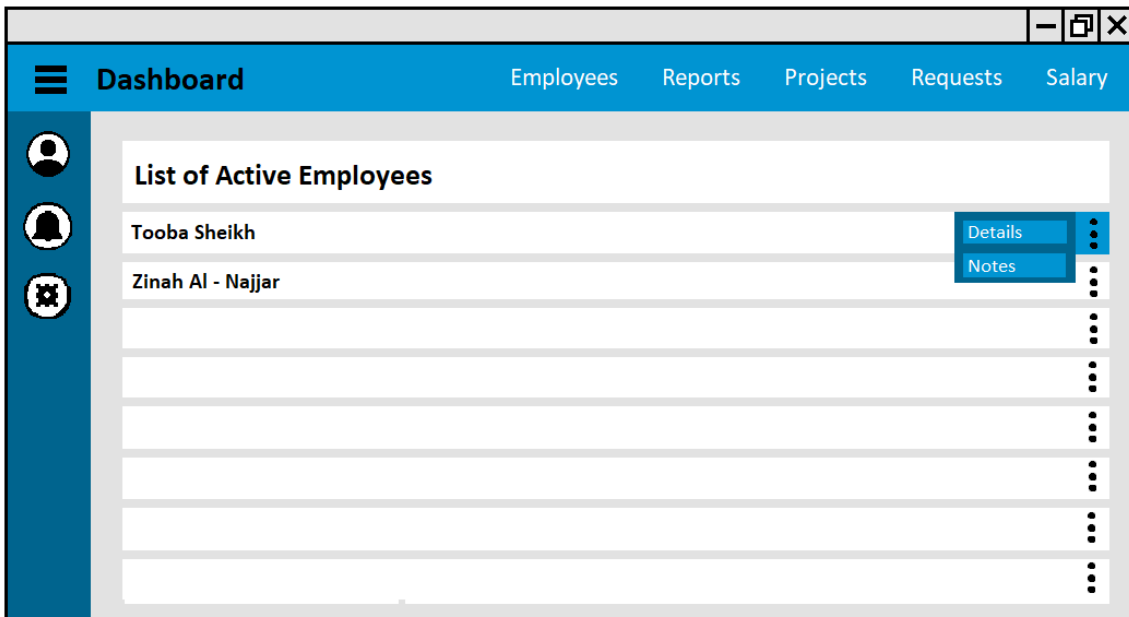 Dashboard Employees Reports Projects Requests Salary
List of Active Employees
Tooba Sheikh
Details
Notes
Zinah Al - Najjar